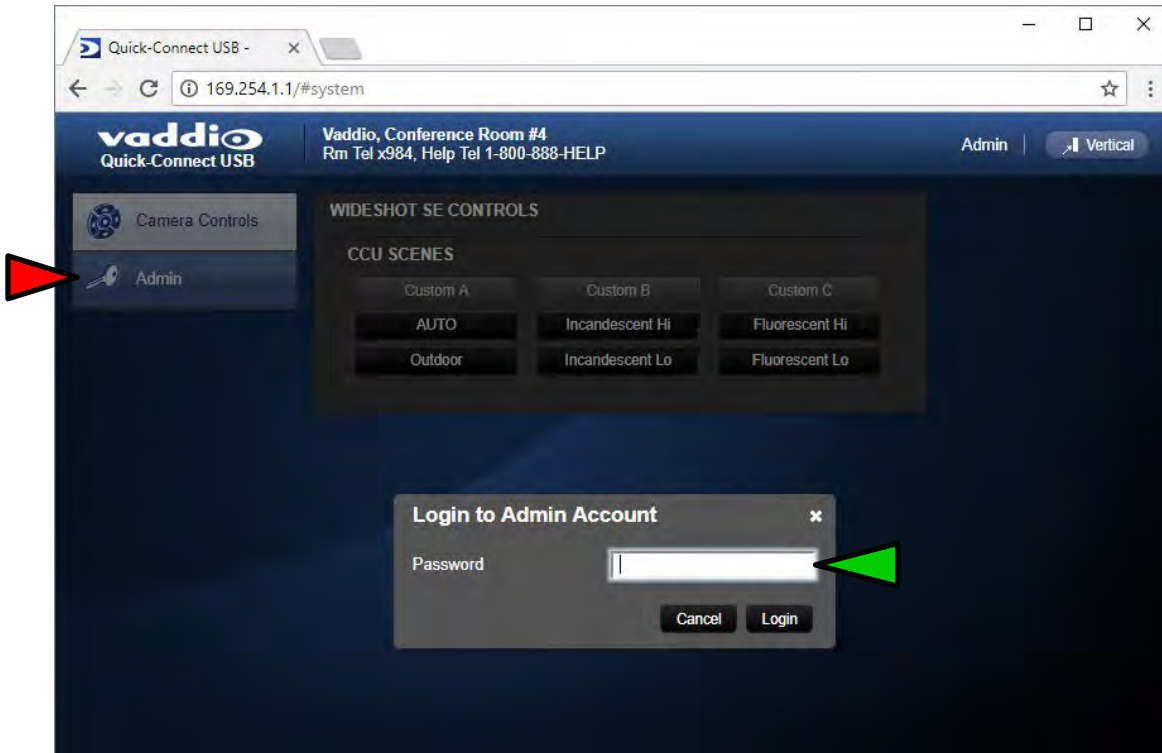 Quick-Connect USB -
169.254.1.1/#system
vaddio
Quick-Connect USB
Vaddio, Conference Room #4
Rm Tel x984, Help Tel 1-800-888-HELP
Admin
Vertical
Camera Controls
Admin
WIDESHOT SE CONTROLS
CCU SCENES
Custom A Custom B Custom C
AUTO Incandescent Hi Fluorescent Hi
Outdoor Incandescent Lo Fluorescent Lo
Login to Admin Account
Password
Cancel Login